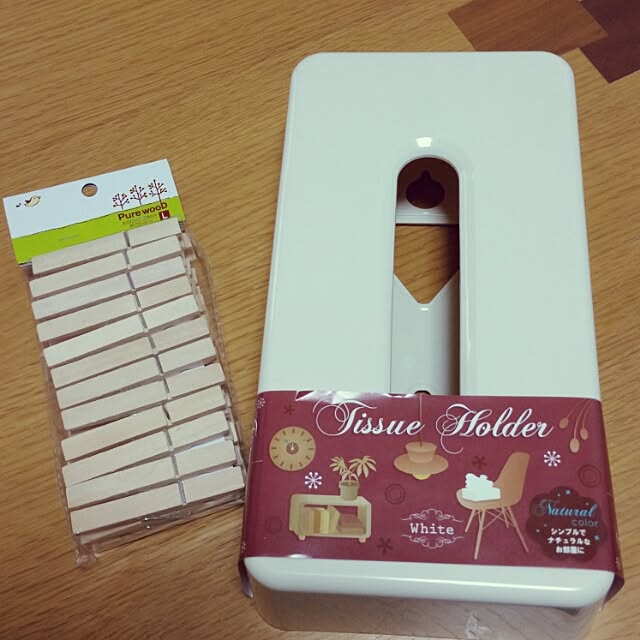 Pure wooD
L
Tissue Holder
White
Natural
color
シンプルで
ナチュラルな
お部屋に